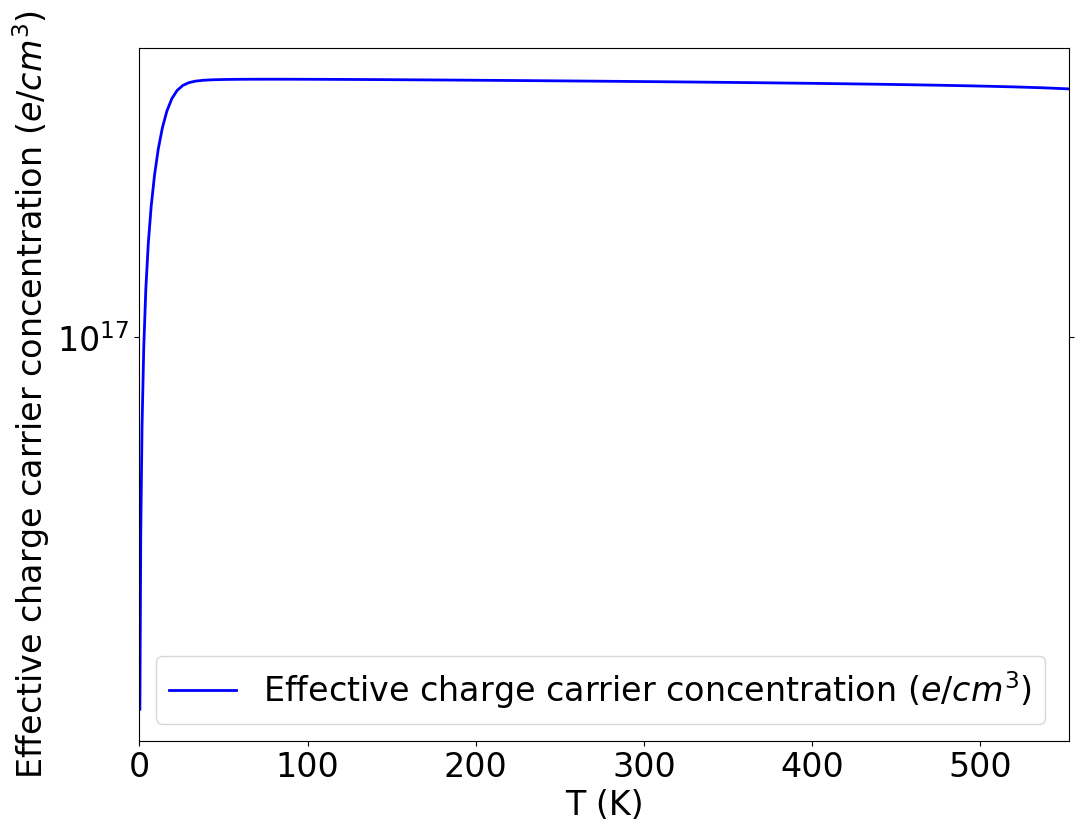 Effective charge carrier concentration (e/cm³)
10¹⁷
Effective charge carrier concentration (e/cm³)
0 100 200 300 400 500
T (K)